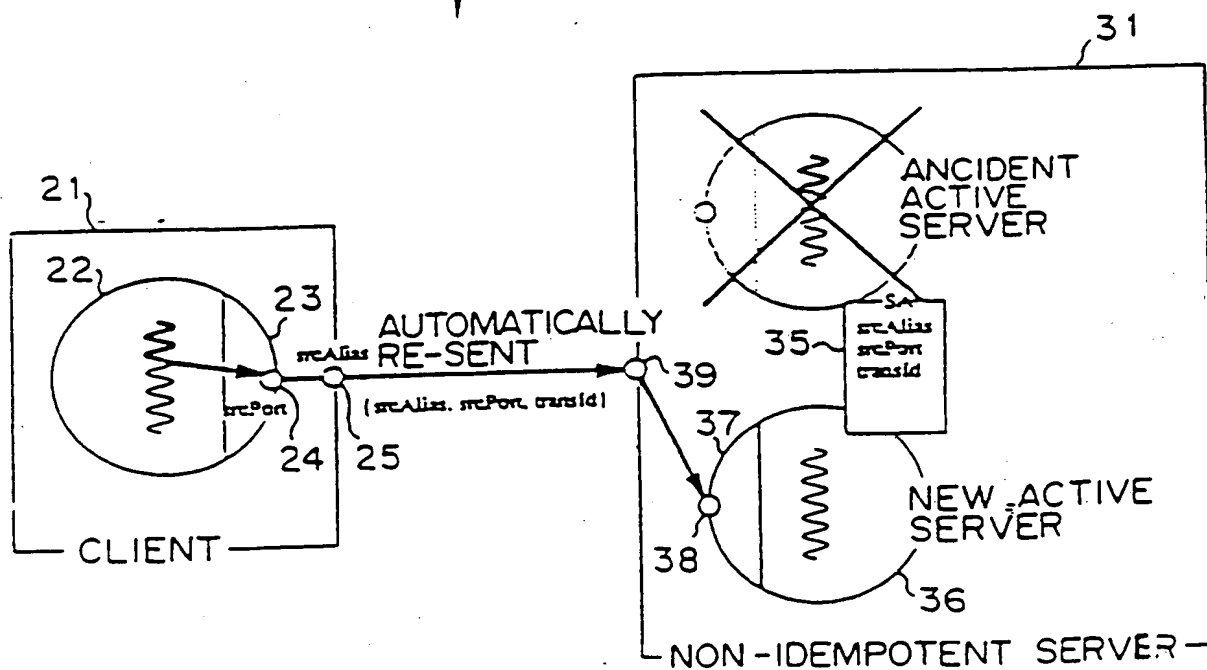 31
21
22
23
ANCIDENT
ACTIVE
SERVER
AUTOMATICALLY
RE-SENT
srcAlias
srcPort
(srcAlias, srcPort, transid)
24
25
39
35
SA
srcAlias
srcPort
transid
37
38
NEW ACTIVE
SERVER
36
CLIENT
NON-IDEMPOTENT SERVER